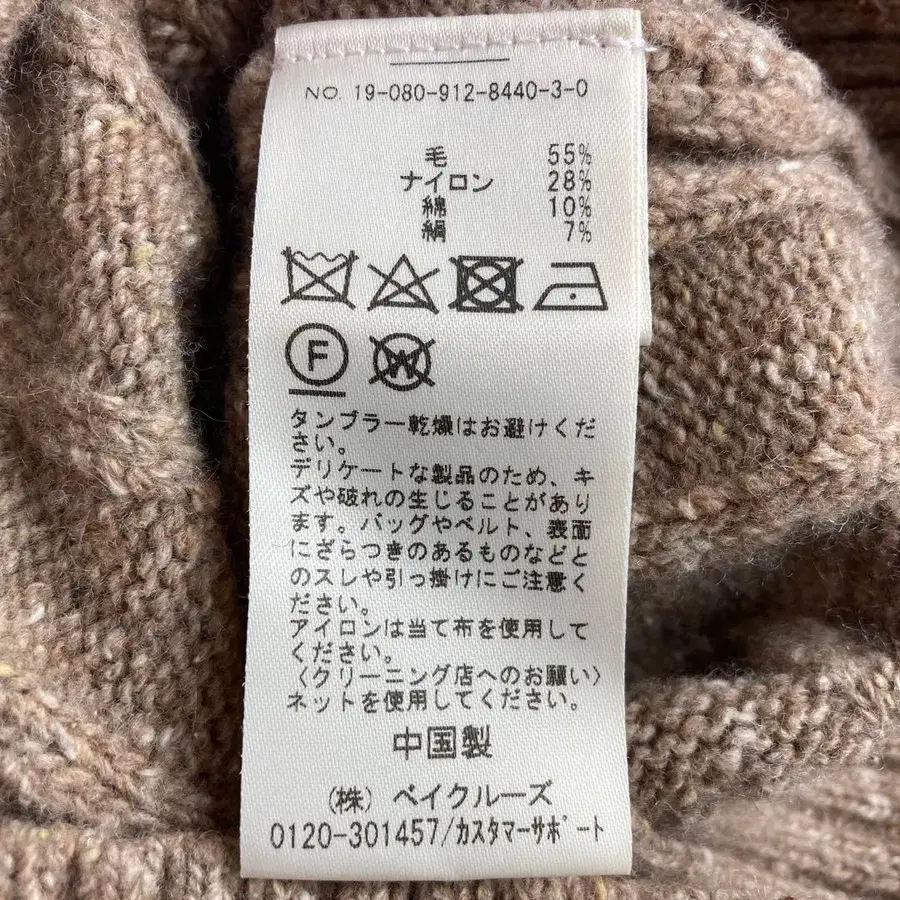 NO. 19-080-912-8440-3-0
毛 55%
ナイロン 28%
綿 10%
絹 7%
F W
タンブラー乾燥はお避けくだ
さい。
デリケートな製品のため、キ
ズや破れの生じることがあり
ます。バッグやベルト、表面
にざらつきのあるものなどと
のスレや引っ掛けにご注意く
ださい。
アイロンは当て布を使用して
ください。
〈クリーニング店へのお願い〉
ネットを使用してください。
中国製
(株) ベイクルーズ
0120-301457/カスタマーサポート